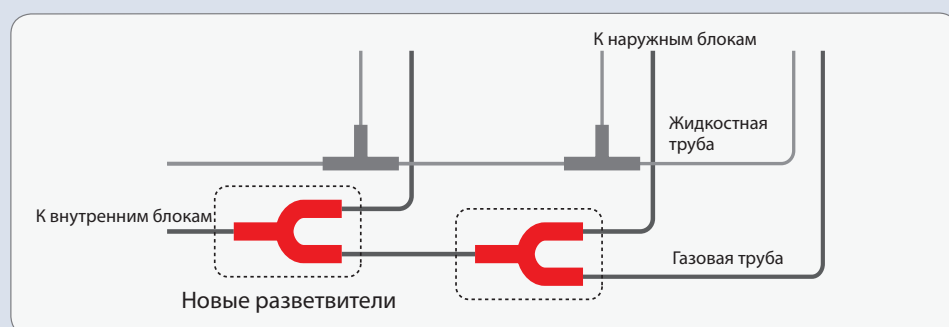 К наружным блокам
Жидкостная
труба
К внутренним блокам
Газовая труба
Новые разветвители